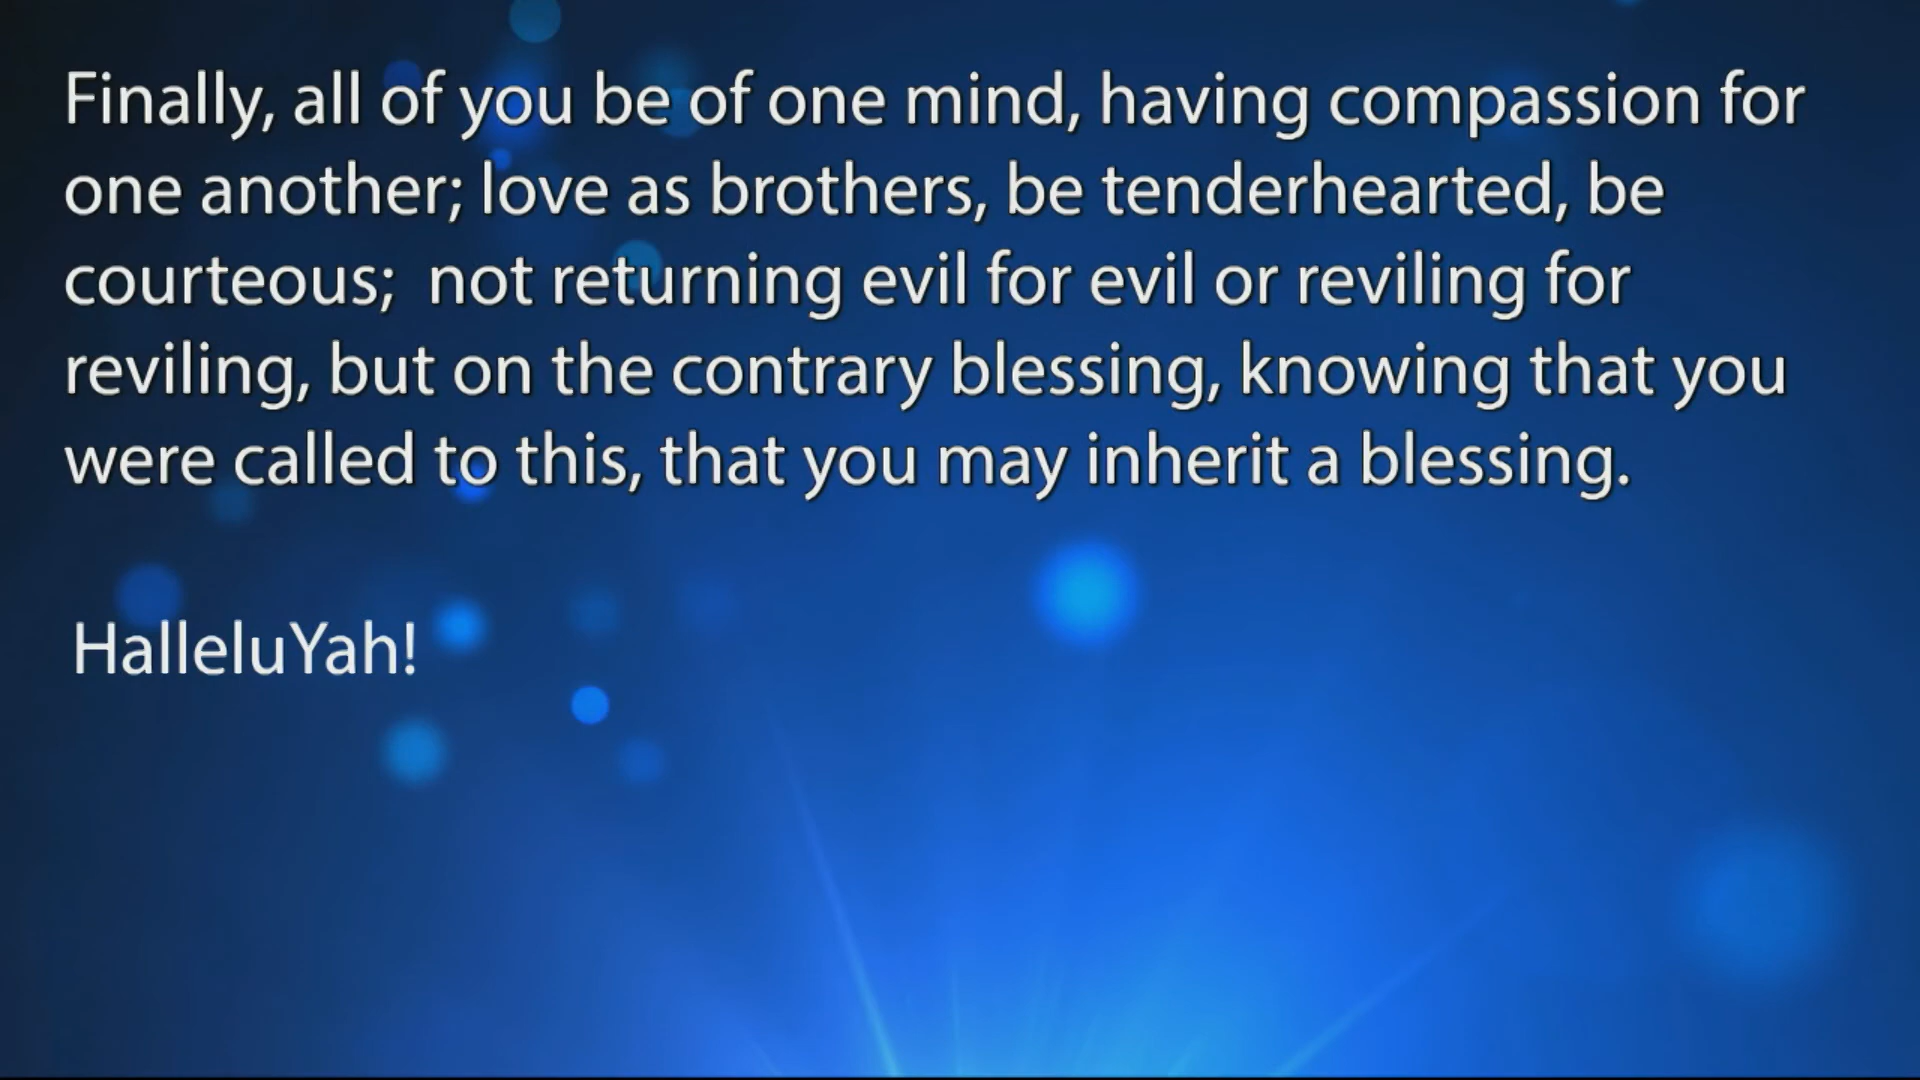 Finally, all of you be of one mind, having compassion for
one another; love as brothers, be tenderhearted, be
courteous;  not returning evil for evil or reviling for
reviling, but on the contrary blessing, knowing that you
were called to this, that you may inherit a blessing.
HalleluYah!